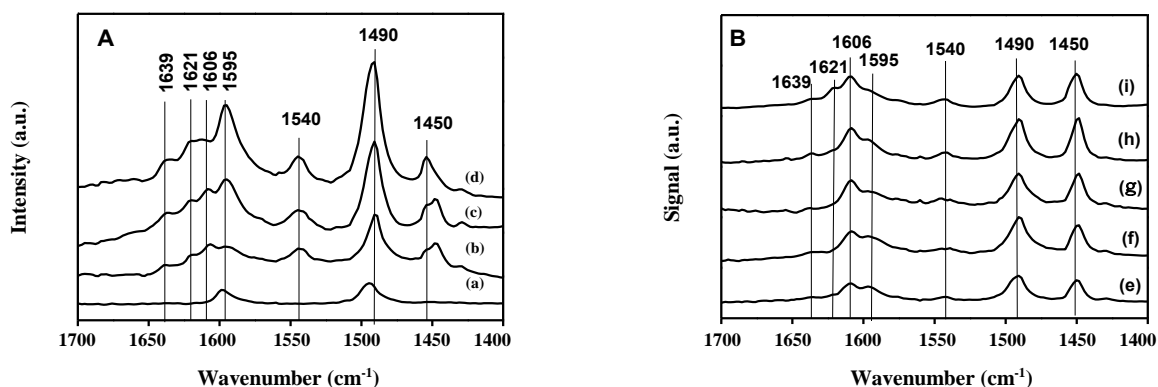 A
1639
1621
1606
1595
1540
1490
1450
(d)
(c)
(b)
(a)
Intensity (a.u.)
1700 1650 1600 1550 1500 1450 1400
Wavenumber (cm-1)
B
1639
1621
1606
1595
1540
1490
1450
(i)
(h)
(g)
(f)
(e)
Signal (a.u.)
1700 1650 1600 1550 1500 1450 1400
Wavenumber (cm-1)